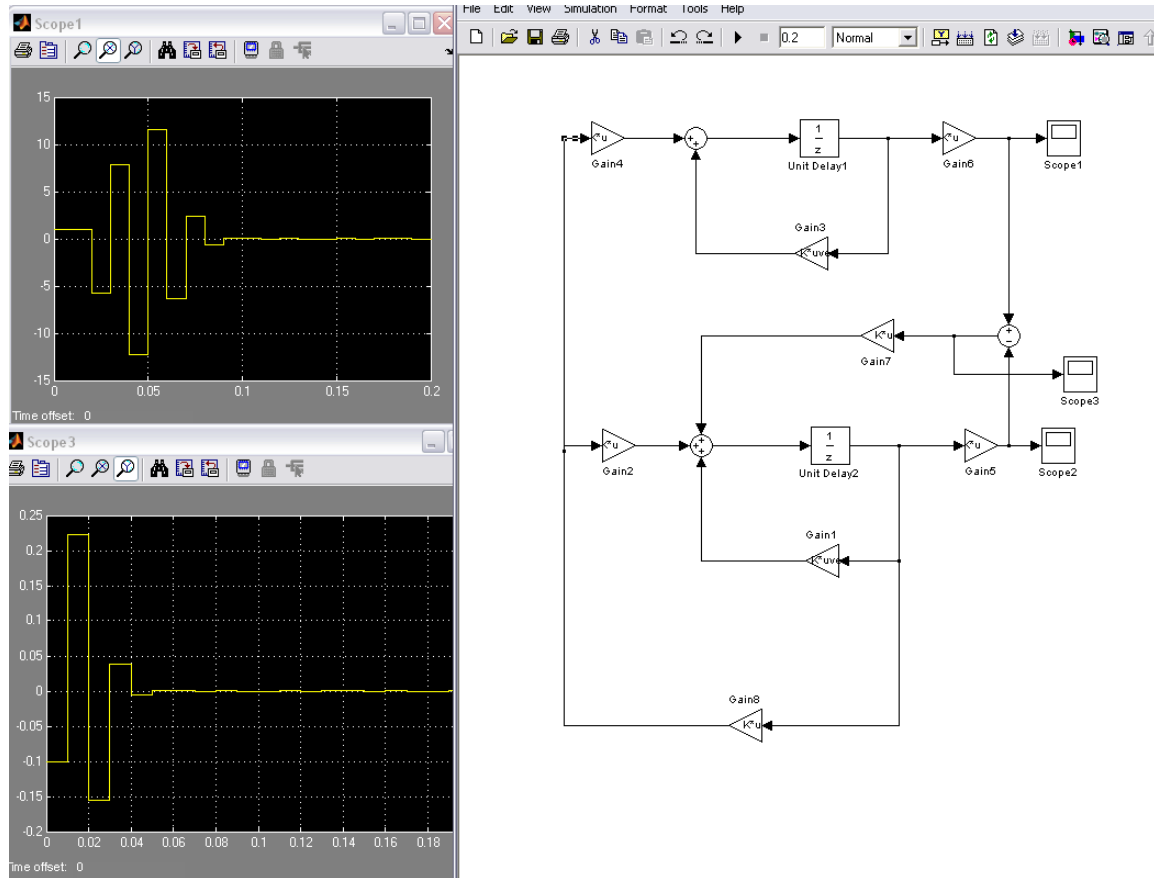 Scope1
15
10
5
0
-5
-10
-15
0
0.05
0.1
0.15
0.2
Time offset: 0
Scope3
0.25
0.2
0.15
0.1
0.05
0
-0.05
-0.1
-0.15
-0.2
0
0.02
0.04
0.06
0.08
0.1
0.12
0.14
0.16
0.18
ime offset: 0
File Edit View Simulation Format Tools Help
0.2 Normal
Gain4
1
z
Unit Delay1
Gain6
Scope1
Gain3
K*uve
K*u
Gain7
Scope3
Gain2
1
z
Unit Delay2
Gain5
Scope2
Gain1
K*uve
Gain8
K*u